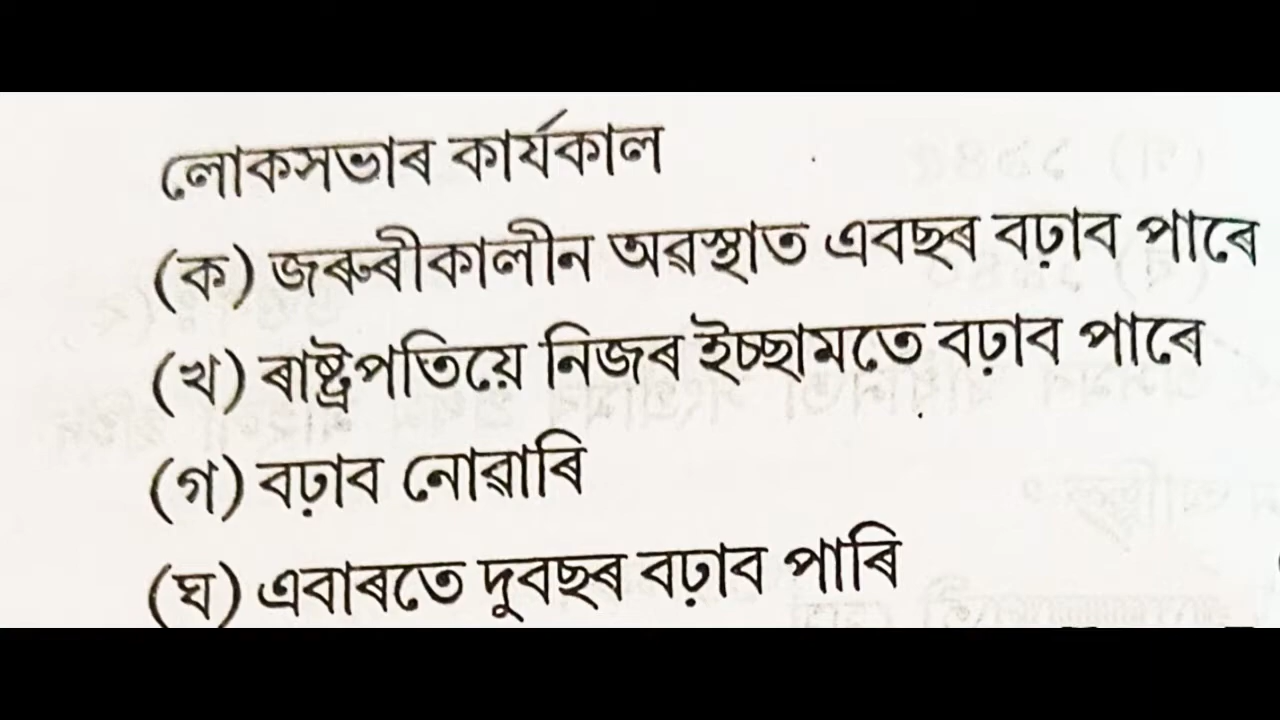 লোকসভাৰ কাৰ্যকাল
(ক) জৰুৰীকালীন অৱস্থাত এবছৰ বঢ়াব পাৰে
(খ) ৰাষ্ট্ৰপতিয়ে নিজৰ ইচ্ছামতে বঢ়াব পাৰে
(গ) বঢ়াব নোৱাৰি
(ঘ) এবাৰতে দুবছৰ বঢ়াব পাৰি